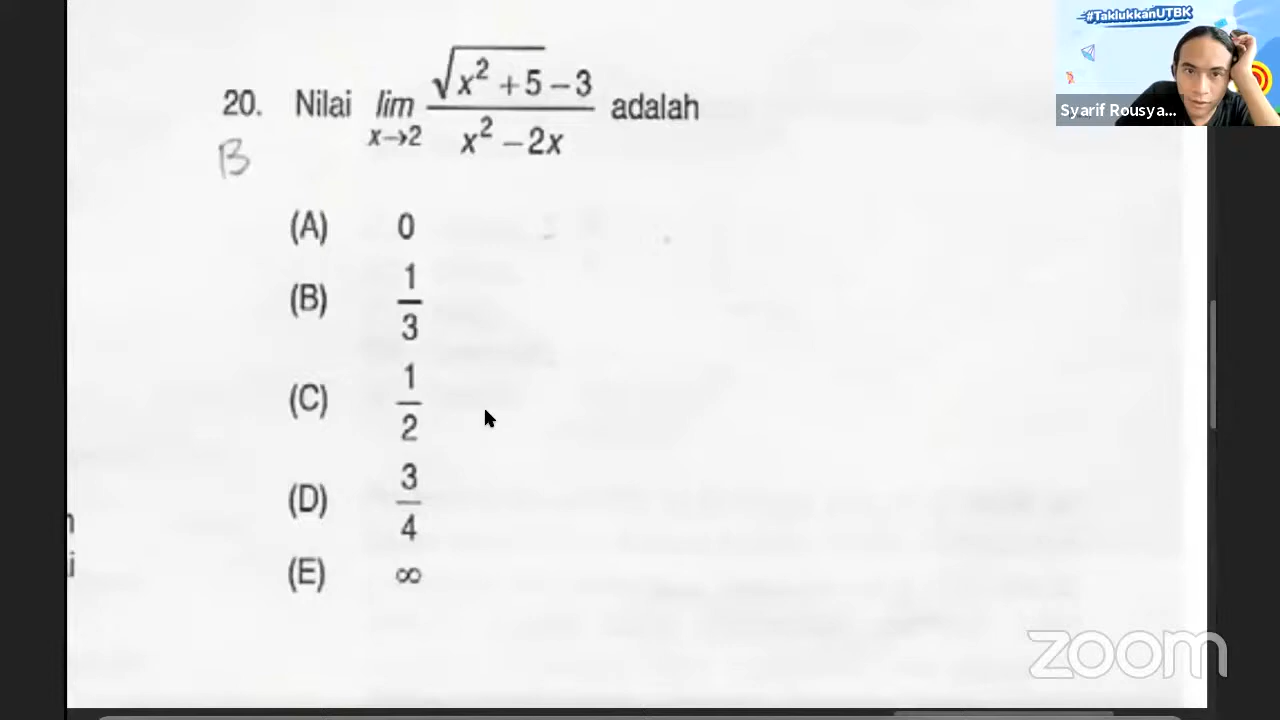 #TaklukkanUTBK
Syarif Rousya...
20. Nilai lim x→2 (√(x² + 5) − 3)/(x² − 2x) adalah
B
(A) 0
(B) 1/3
(C) 1/2
(D) 3/4
(E) ∞
i
zoom